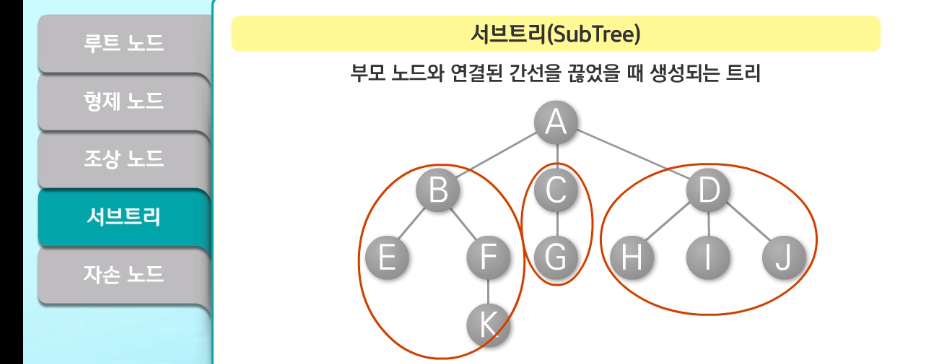 루트 노드
형제 노드
조상 노드
서브트리
자손 노드
서브트리(SubTree)
부모 노드와 연결된 간선을 끊었을 때 생성되는 트리
A
B C D
E F G H I J
K